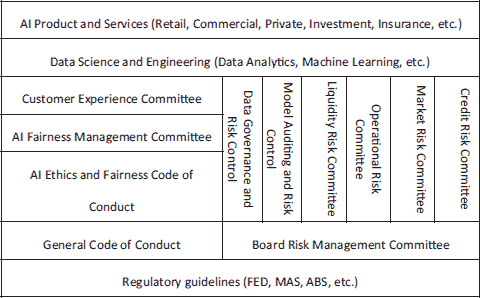 AI Product and Services (Retail, Commercial, Private, Investment, Insurance, etc.)
Data Science and Engineering (Data Analytics, Machine Learning, etc.)
Customer Experience Committee
AI Fairness Management Committee
AI Ethics and Fairness Code of
Conduct
Data Governance and
Risk Control
Model Auditing and Risk
Control
Liquidity Risk Committee
Operational Risk
Committee
Market Risk Committee
Credit Risk Committee
General Code of Conduct
Board Risk Management Committee
Regulatory guidelines (FED, MAS, ABS, etc.)